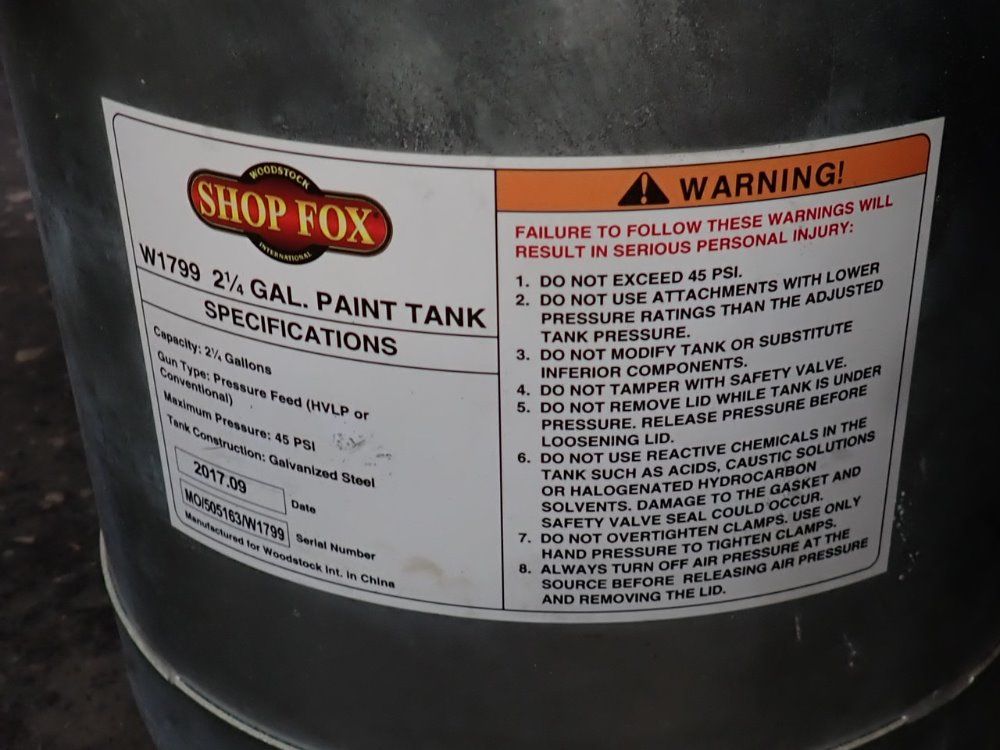 WOODSTOCK
SHOP FOX
INTERNATIONAL
W1799 2¼ GAL. PAINT TANK
SPECIFICATIONS
Capacity: 2¼ Gallons
Gun Type: Pressure Feed (HVLP or
Conventional)
Maximum Pressure: 45 PSI
Tank Construction: Galvanized Steel
2017.09 Date
MO/505163/W1799 Serial Number
Manufactured for Woodstock Int. in China
WARNING!
FAILURE TO FOLLOW THESE WARNINGS WILL
RESULT IN SERIOUS PERSONAL INJURY:
1. DO NOT EXCEED 45 PSI.
2. DO NOT USE ATTACHMENTS WITH LOWER
PRESSURE RATINGS THAN THE ADJUSTED
TANK PRESSURE.
3. DO NOT MODIFY TANK OR SUBSTITUTE
INFERIOR COMPONENTS.
4. DO NOT TAMPER WITH SAFETY VALVE.
5. DO NOT REMOVE LID WHILE TANK IS UNDER
PRESSURE. RELEASE PRESSURE BEFORE
LOOSENING LID.
6. DO NOT USE REACTIVE CHEMICALS IN THE
TANK SUCH AS ACIDS, CAUSTIC SOLUTIONS
OR HALOGENATED HYDROCARBON
SOLVENTS. DAMAGE TO THE GASKET AND
SAFETY VALVE SEAL COULD OCCUR.
7. DO NOT OVERTIGHTEN CLAMPS. USE ONLY
HAND PRESSURE TO TIGHTEN CLAMPS.
8. ALWAYS TURN OFF AIR PRESSURE AT THE
SOURCE BEFORE RELEASING AIR PRESSURE
AND REMOVING THE LID.